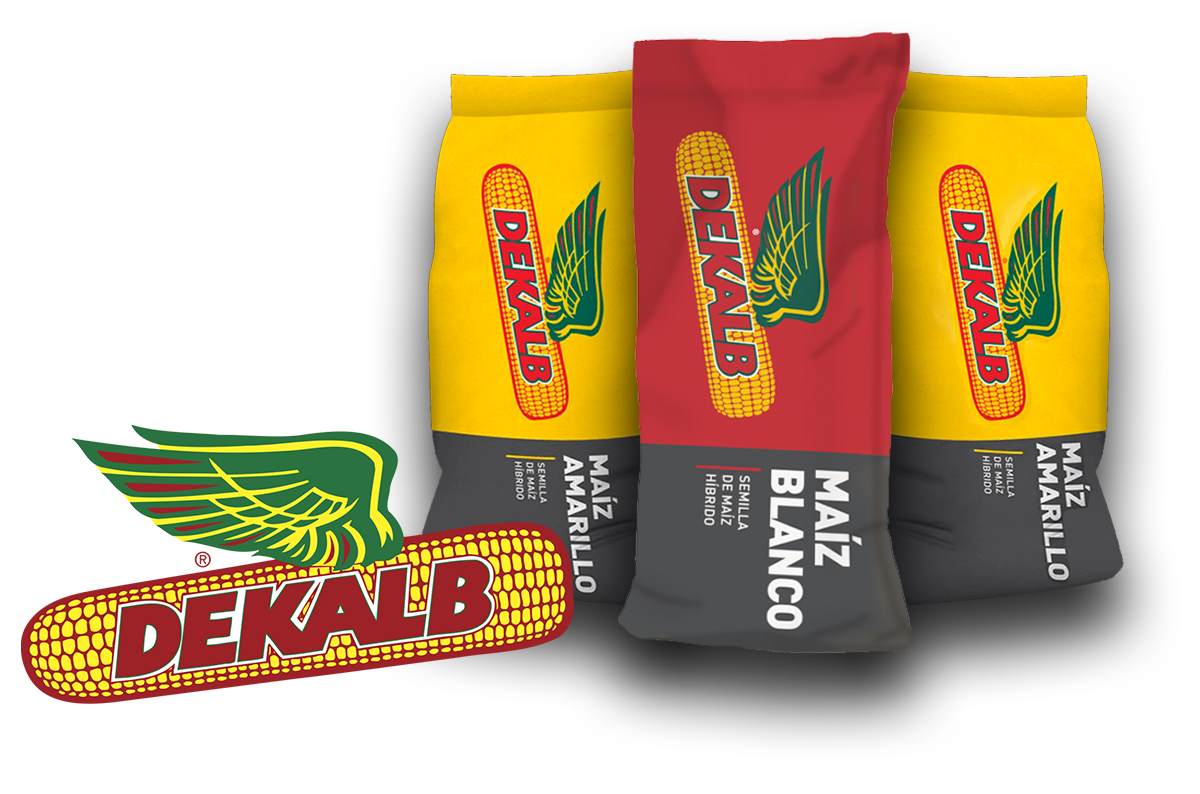 DEKALB
®
SEMILLA
DE MAÍZ
HÍBRIDO
MAÍZ
AMARILLO
DEKALB
®
SEMILLA
DE MAÍZ
HÍBRIDO
MAÍZ
BLANCO
DEKALB
®
SEMILLA
DE MAÍZ
HÍBRIDO
MAÍZ
AMARILLO
®
DEKALB